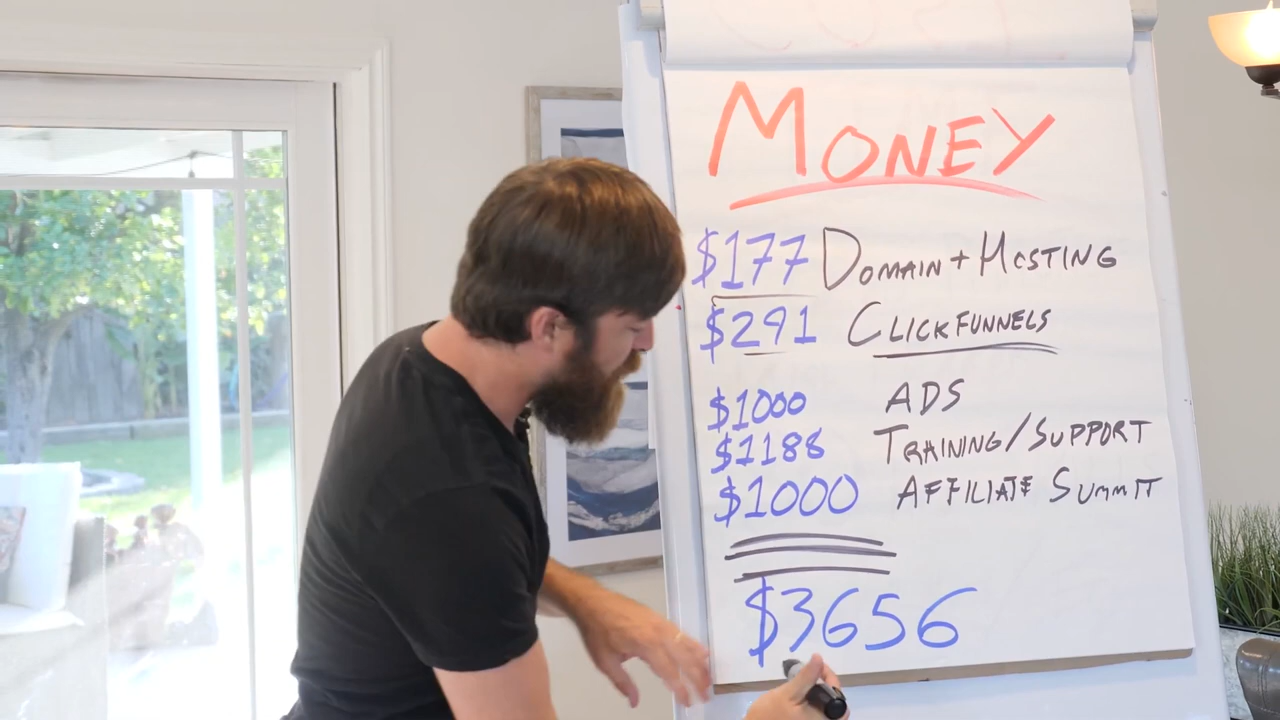 MONEY
$177 DOMAIN + HOSTING
$291 CLICKFUNNELS
$1000 ADS
$1188 TRAINING/SUPPORT
$1000 AFFILIATE SUMMIT
$3656